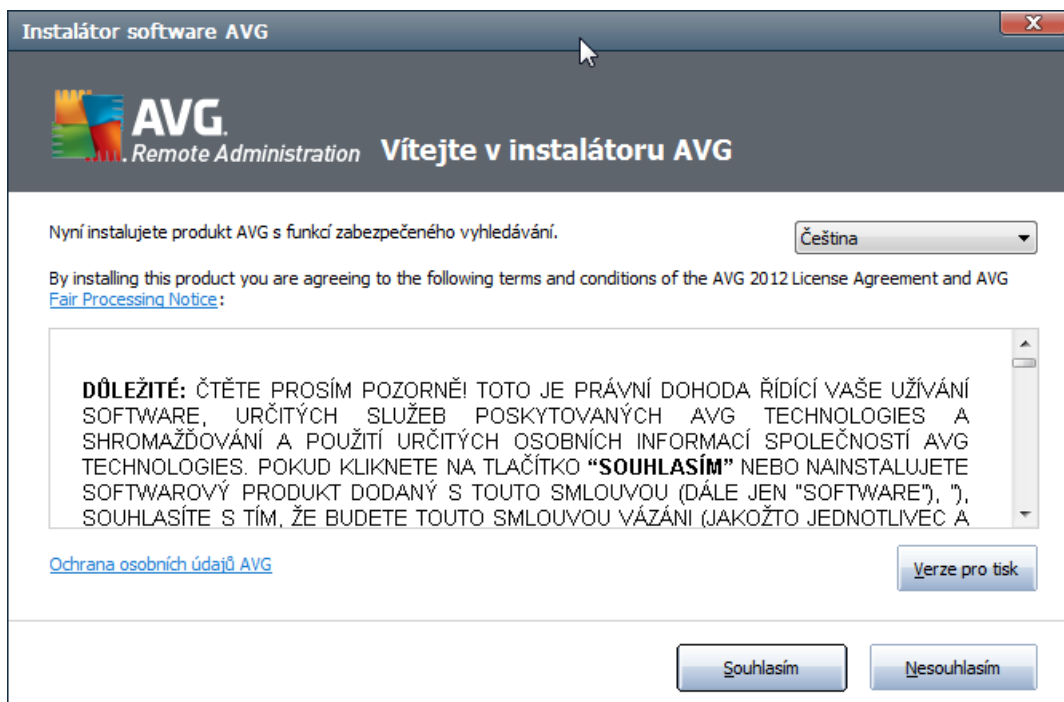 Instalátor software AVG
AVG.
Remote Administration
Vítejte v instalátoru AVG
Nyní instalujete produkt AVG s funkcí zabezpečeného vyhledávání.
Čeština
By installing this product you are agreeing to the following terms and conditions of the AVG 2012 License Agreement and AVG
Fair Processing Notice:
DŮLEŽITÉ: ČTĚTE PROSÍM POZORNĚ! TOTO JE PRÁVNÍ DOHODA ŘÍDÍCÍ VAŠE UŽÍVÁNÍ
SOFTWARE, URČITÝCH SLUŽEB POSKYTOVANÝCH AVG TECHNOLOGIES A
SHROMAŽĎOVÁNÍ A POUŽITÍ URČITÝCH OSOBNÍCH INFORMACÍ SPOLEČNOSTÍ AVG
TECHNOLOGIES. POKUD KLIKNETE NA TLAČÍTKO “SOUHLASÍM” NEBO NAINSTALUJETE
SOFTWAROVÝ PRODUKT DODANÝ S TOUTO SMLOUVOU (DÁLE JEN "SOFTWARE"), "),
SOUHLASÍTE S TÍM, ŽE BUDETE TOUTO SMLOUVOU VÁZÁNI (JAKOŽTO JEDNOTLIVEC A
Ochrana osobních údajů AVG
Verze pro tisk
Souhlasím
Nesouhlasím